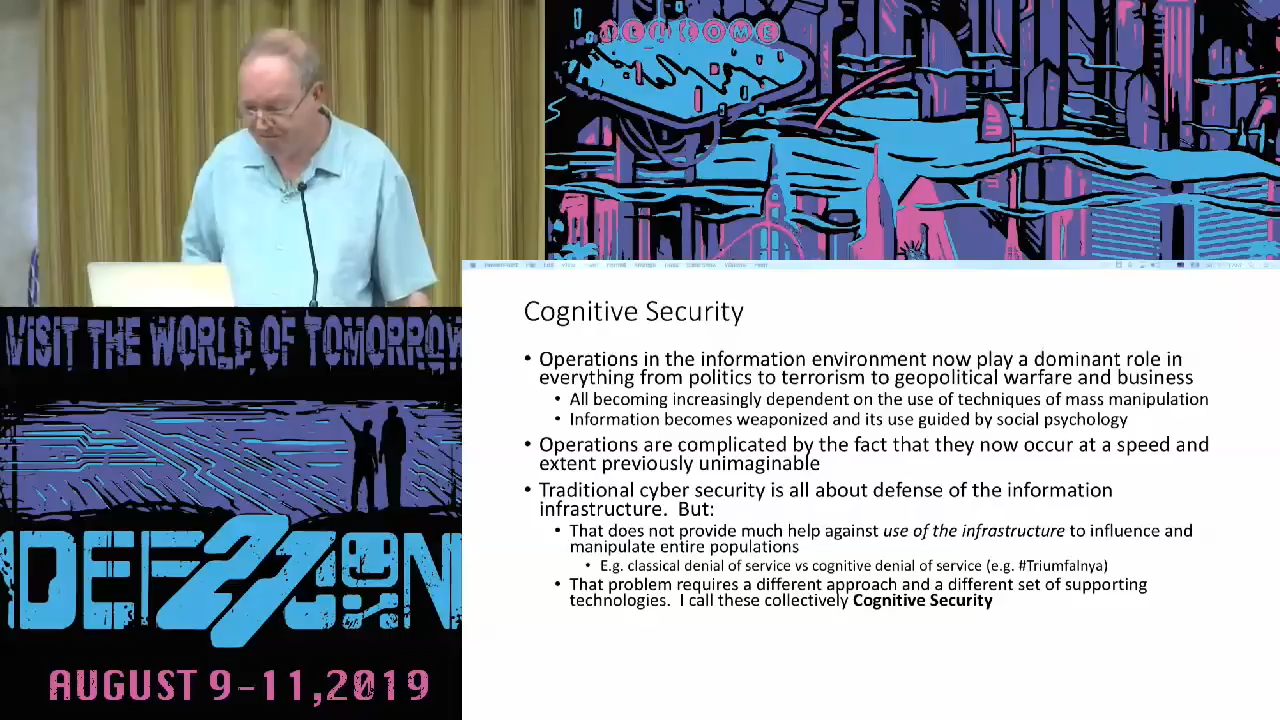 WELCOME
VISIT THE WORLD OF TOMORROW
DEF 27 CON
AUGUST 9-11,2019
Cognitive Security
• Operations in the information environment now play a dominant role in
everything from politics to terrorism to geopolitical warfare and business
• All becoming increasingly dependent on the use of techniques of mass manipulation
• Information becomes weaponized and its use guided by social psychology
• Operations are complicated by the fact that they now occur at a speed and
extent previously unimaginable
• Traditional cyber security is all about defense of the information
infrastructure. But:
• That does not provide much help against use of the infrastructure to influence and
manipulate entire populations
• E.g. classical denial of service vs cognitive denial of service (e.g. #Triumfalnya)
• That problem requires a different approach and a different set of supporting
technologies. I call these collectively Cognitive Security